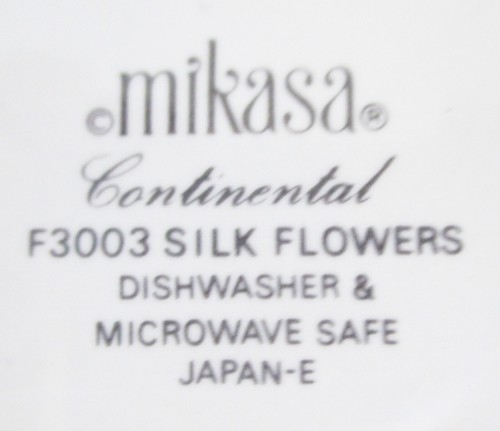 ©mikasa®
Continental
F3003 SILK FLOWERS
DISHWASHER &
MICROWAVE SAFE
JAPAN-E